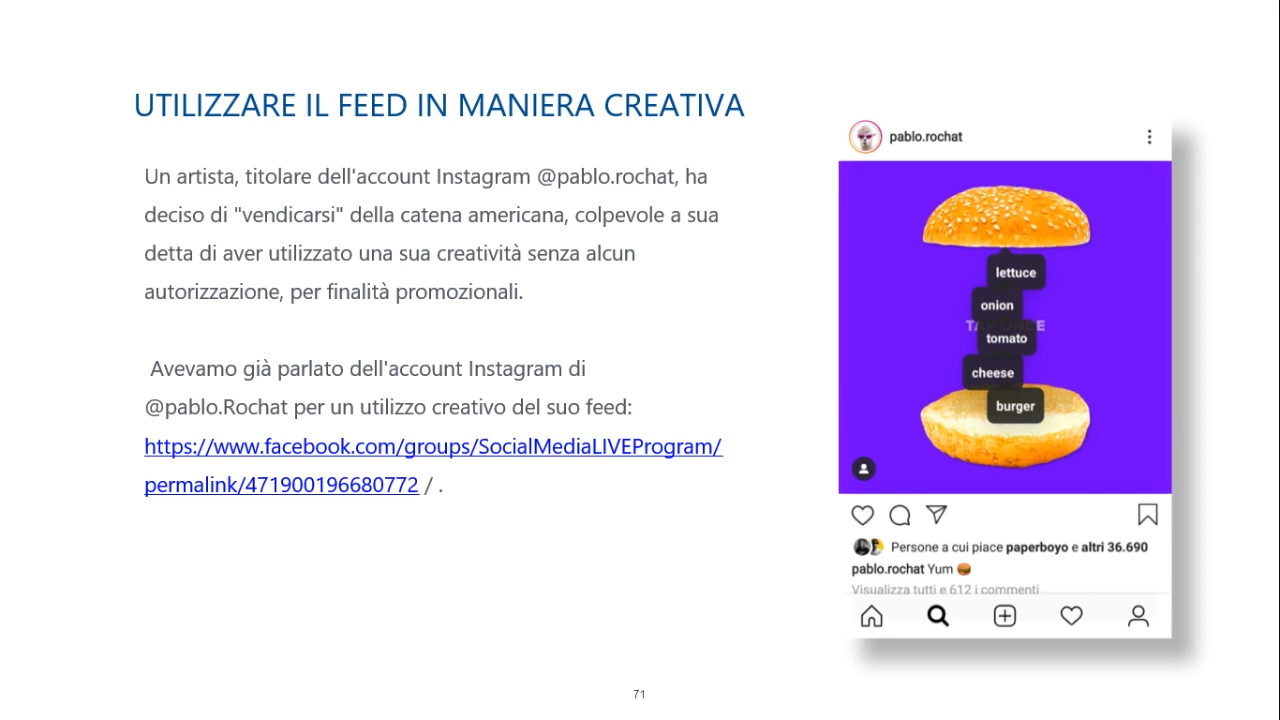 UTILIZZARE IL FEED IN MANIERA CREATIVA
Un artista, titolare dell'account Instagram @pablo.rochat, ha
deciso di "vendicarsi" della catena americana, colpevole a sua
detta di aver utilizzato una sua creatività senza alcun
autorizzazione, per finalità promozionali.
Avevamo già parlato dell'account Instagram di
@pablo.Rochat per un utilizzo creativo del suo feed:
https://www.facebook.com/groups/SocialMediaLIVEProgram/
permalink/471900196680772 / .
pablo.rochat
lettuce
onion
TAP ONCE
tomato
cheese
burger
Persone a cui piace paperboyo e altri 36.690
pablo.rochat Yum 🍔
Visualizza tutti e 612 i commenti
71